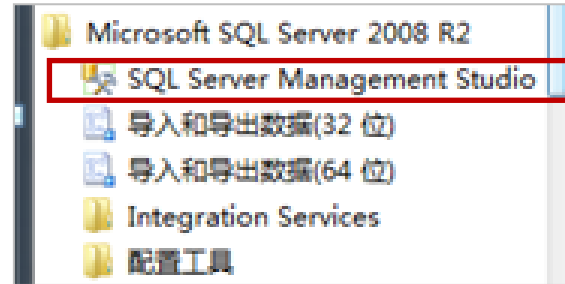 Microsoft SQL Server 2008 R2
SQL Server Management Studio
导入和导出数据(32 位)
导入和导出数据(64 位)
Integration Services
配置工具